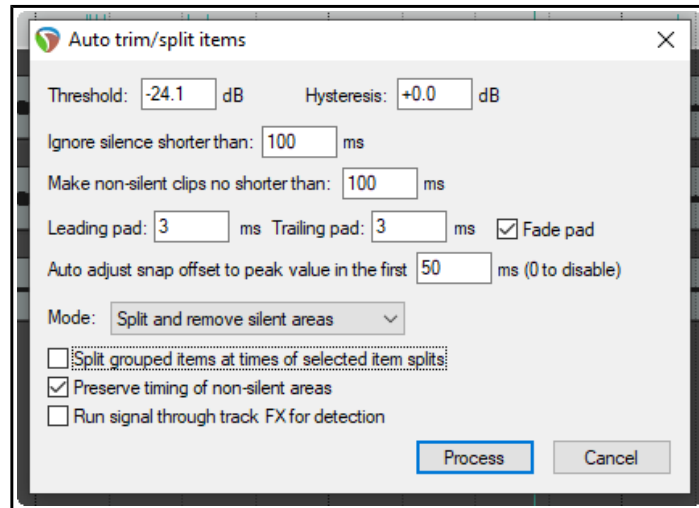 Auto trim/split items
Threshold: -24.1 dB Hysteresis: +0.0 dB
Ignore silence shorter than: 100 ms
Make non-silent clips no shorter than: 100 ms
Leading pad: 3 ms Trailing pad: 3 ms Fade pad
Auto adjust snap offset to peak value in the first 50 ms (0 to disable)
Mode: Split and remove silent areas
Split grouped items at times of selected item splits
Preserve timing of non-silent areas
Run signal through track FX for detection
Process Cancel